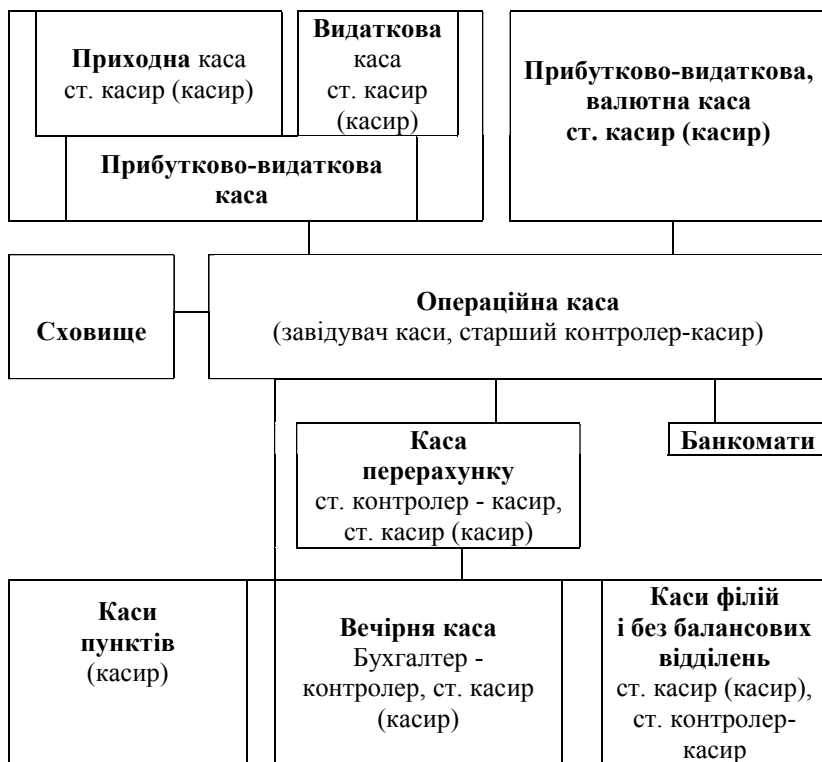 Приходна каса
ст. касир (касир)
Видаткова
каса
ст. касир
(касир)
Прибутково-видаткова
каса
Прибутково-видаткова,
валютна каса
ст. касир (касир)
Сховище
Операційна каса
(завідувач каси, старший контролер-касир)
Каса
перерахунку
ст. контролер - касир,
ст. касир (касир)
Банкомати
Каси
пунктів
(касир)
Вечірня каса
Бухгалтер -
контролер, ст. касир
(касир)
Каси філій
і без балансових
відділень
ст. касир (касир),
ст. контролер-
касир